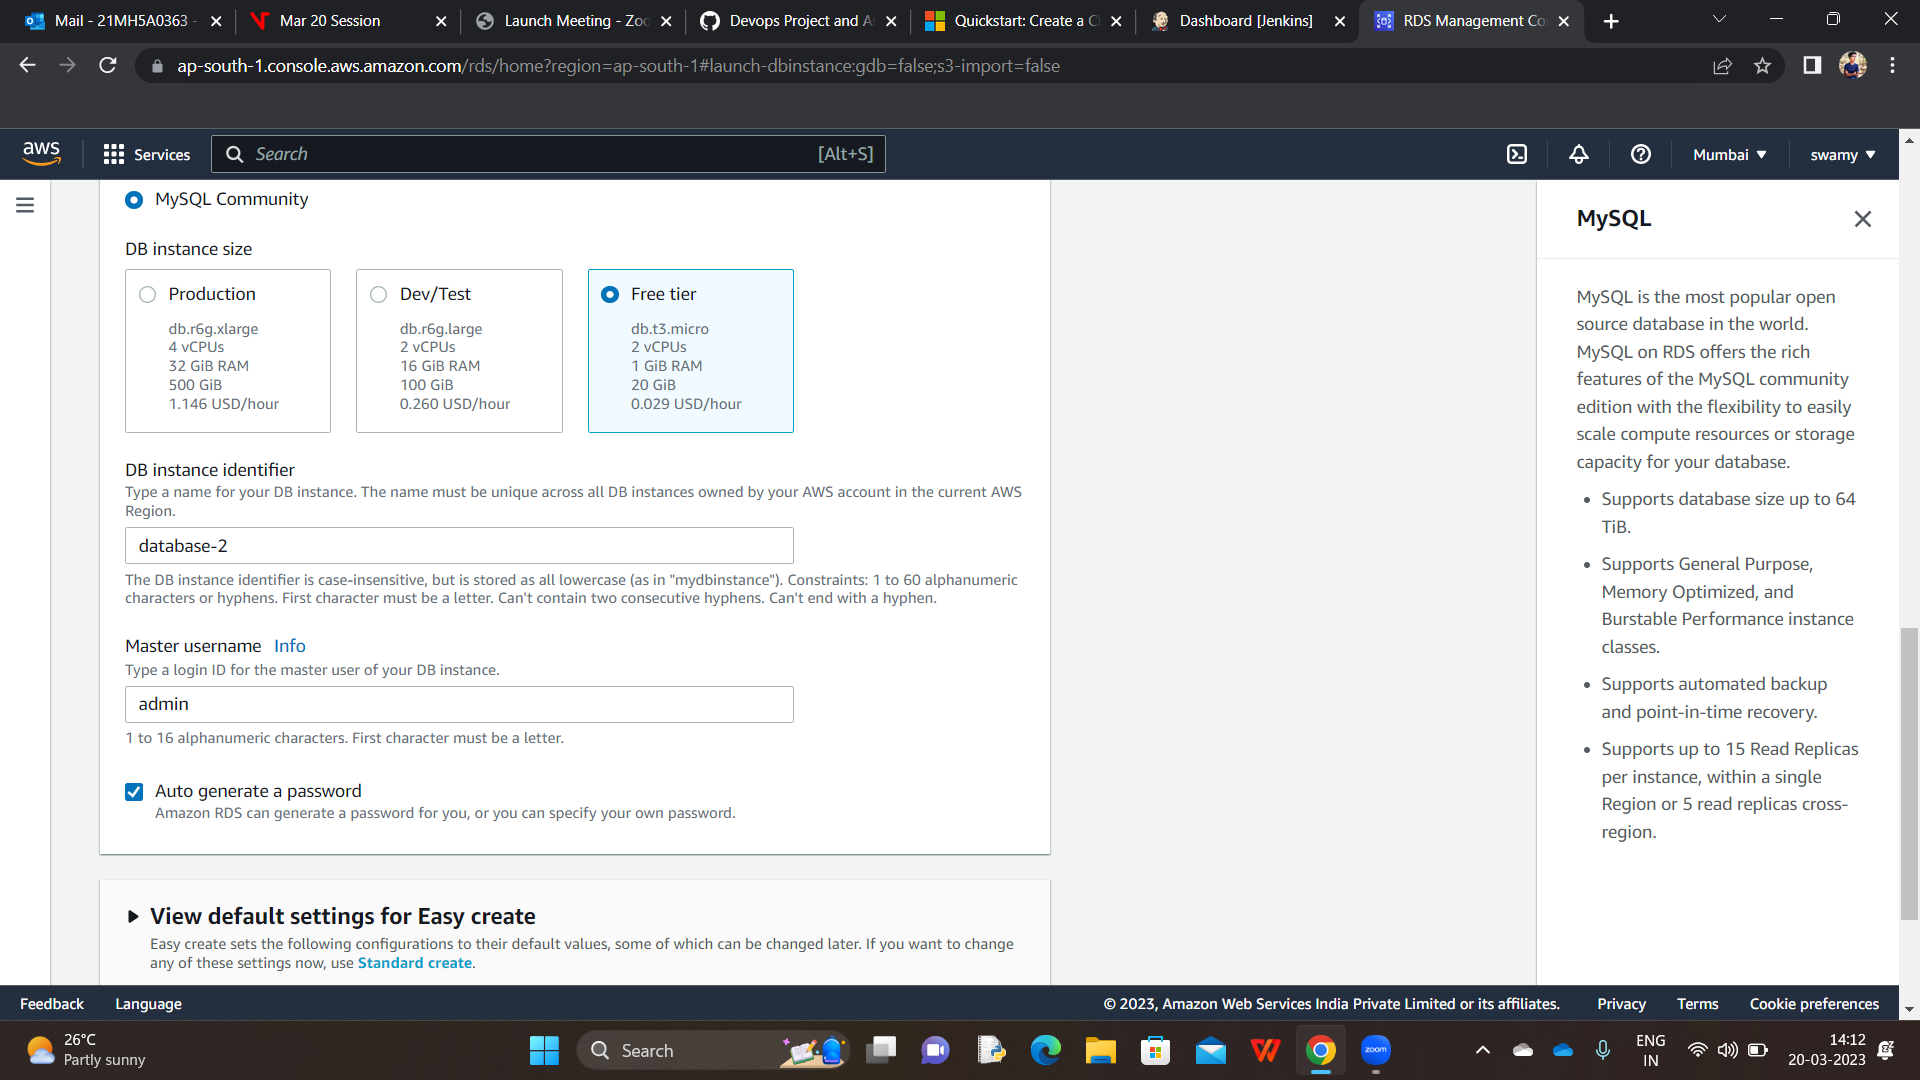 Mail - 21MH5A0363 -
Mar 20 Session
Launch Meeting - Zoo
Devops Project and As
Quickstart: Create a Cl
Dashboard [Jenkins]
RDS Management Co
ap-south-1.console.aws.amazon.com/rds/home?region=ap-south-1#launch-dbinstance:gdb=false;s3-import=false
aws
Services
Search
[Alt+S]
Mumbai
swamy
MySQL Community
DB instance size
Production
db.r6g.xlarge
4 vCPUs
32 GiB RAM
500 GiB
1.146 USD/hour
Dev/Test
db.r6g.large
2 vCPUs
16 GiB RAM
100 GiB
0.260 USD/hour
Free tier
db.t3.micro
2 vCPUs
1 GiB RAM
20 GiB
0.029 USD/hour
DB instance identifier
Type a name for your DB instance. The name must be unique across all DB instances owned by your AWS account in the current AWS
Region.
database-2
The DB instance identifier is case-insensitive, but is stored as all lowercase (as in "mydbinstance"). Constraints: 1 to 60 alphanumeric
characters or hyphens. First character must be a letter. Can't contain two consecutive hyphens. Can't end with a hyphen.
Master username Info
Type a login ID for the master user of your DB instance.
admin
1 to 16 alphanumeric characters. First character must be a letter.
Auto generate a password
Amazon RDS can generate a password for you, or you can specify your own password.
View default settings for Easy create
Easy create sets the following configurations to their default values, some of which can be changed later. If you want to change
any of these settings now, use Standard create.
MySQL
MySQL is the most popular open
source database in the world.
MySQL on RDS offers the rich
features of the MySQL community
edition with the flexibility to easily
scale compute resources or storage
capacity for your database.
• Supports database size up to 64
TiB.
• Supports General Purpose,
Memory Optimized, and
Burstable Performance instance
classes.
• Supports automated backup
and point-in-time recovery.
• Supports up to 15 Read Replicas
per instance, within a single
Region or 5 read replicas cross-
region.
Feedback
Language
© 2023, Amazon Web Services India Private Limited or its affiliates.
Privacy
Terms
Cookie preferences
26°C
Partly sunny
Search
zoom
ENG
IN
14:12
20-03-2023